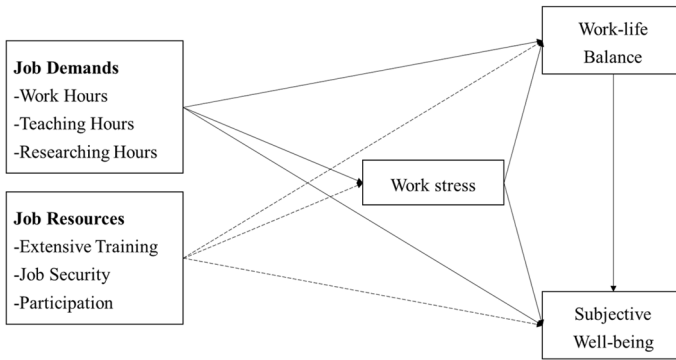 Job Demands
-Work Hours
-Teaching Hours
-Researching Hours
Job Resources
-Extensive Training
-Job Security
-Participation
Work stress
Work-life
Balance
Subjective
Well-being